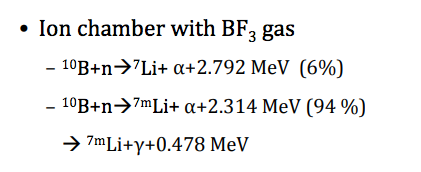 • Ion chamber with BF₃ gas
– ¹⁰B+n→⁷Li+ α+2.792 MeV (6%)
– ¹⁰B+n→⁷ᵐLi+ α+2.314 MeV (94 %)
→ ⁷ᵐLi+γ+0.478 MeV